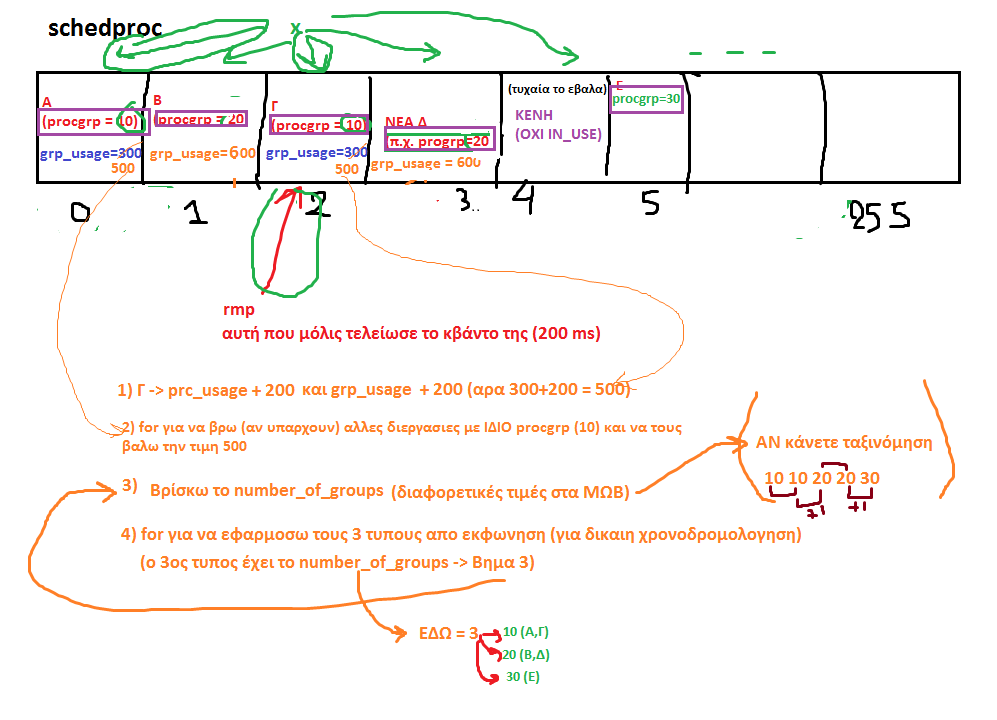 schedproc
x
A
(procgrp = 10)
grp_usage=300
500
B
(procgrp = 20
grp_usage=600
Γ
(procgrp = 10)
grp_usage=300
500
ΝΕΑ Δ
π.χ. progrp=20
grp_usage = 600
(τυχαία το εβαλα)
ΚΕΝΗ
(ΟΧΙ IN_USE)
E
procgrp=30
0 1 2 3.. 4 5 255
rmp
αυτή που μόλις τελείωσε το κβάντο της (200 ms)
1) Γ -> prc_usage + 200 και grp_usage + 200 (αρα 300+200 = 500)
2) for για να βρω (αν υπαρχουν) αλλες διεργασιες με ΙΔΙΟ procgrp (10) και να τους
βαλω την τιμη 500
3) Βρίσκω το number_of_groups (διαφορετικές τιμές στα ΜΩΒ)
ΑΝ κάνετε ταξινόμηση
10 10 20 20 30
+1 +1
4) for για να εφαρμοσω τους 3 τυπους απο εκφωνηση (για δικαιη χρονοδρομολογηση)
(ο 3ος τυπος έχει το number_of_groups -> Βημα 3)
ΕΔΩ = 3
10 (Α,Γ)
20 (Β,Δ)
30 (Ε)